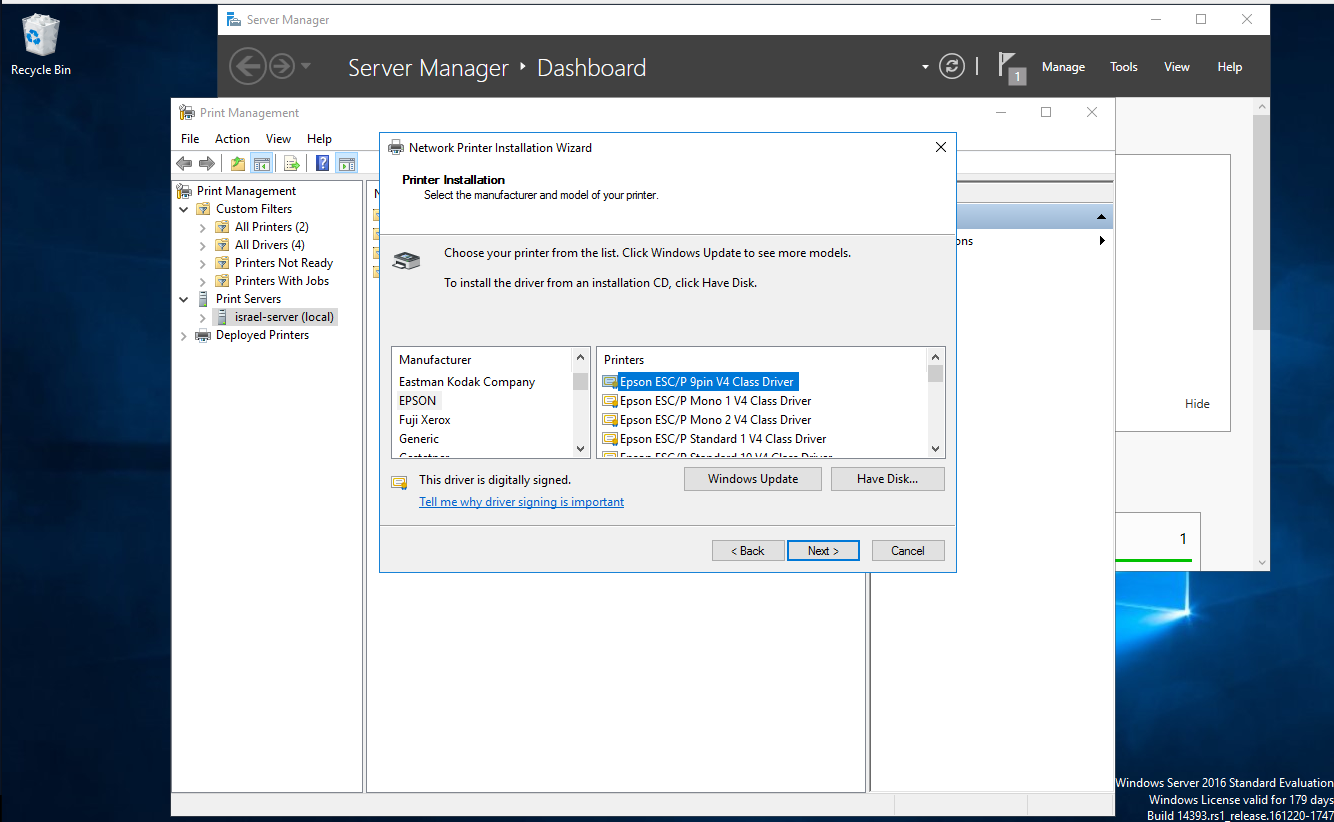 Recycle Bin
Server Manager
Server Manager
Dashboard
1
Manage
Tools
View
Help
Print Management
File
Action
View
Help
Network Printer Installation Wizard
Printer Installation
Select the manufacturer and model of your printer.
Choose your printer from the list. Click Windows Update to see more models.
To install the driver from an installation CD, click Have Disk.
Manufacturer
Eastman Kodak Company
EPSON
Fuji Xerox
Generic
Printers
Epson ESC/P 9pin V4 Class Driver
Epson ESC/P Mono 1 V4 Class Driver
Epson ESC/P Mono 2 V4 Class Driver
Epson ESC/P Standard 1 V4 Class Driver
Epson ESC/P Standard 10 V4 Class Driver
This driver is digitally signed.
Tell me why driver signing is important
Windows Update
Have Disk...
< Back
Next >
Cancel
Print Management
Custom Filters
All Printers (2)
All Drivers (4)
Printers Not Ready
Printers With Jobs
Print Servers
israel-server (local)
Deployed Printers
N
ons
Hide
1
Windows Server 2016 Standard Evaluation
Windows License valid for 179 days
Build 14393.rs1_release.161220-1747